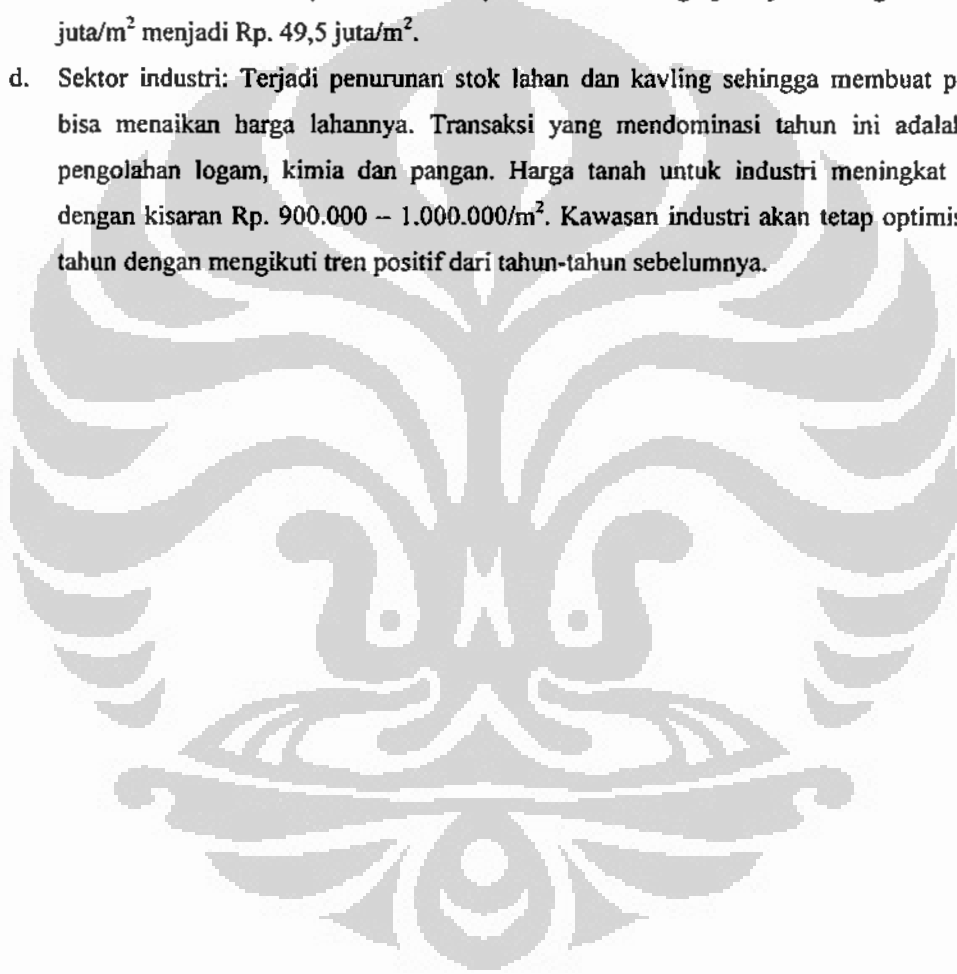 juta/m² menjadi Rp. 49,5 juta/m².
d. Sektor industri: Terjadi penurunan stok lahan dan kavling sehingga membuat
bisa menaikan harga lahannya. Transaksi yang mendominasi tahun ini
pengolahan logam, kimia dan pangan. Harga tanah untuk industri meningkat
dengan kisaran Rp. 900.000 – 1.000.000/m². Kawasan industri akan tetap
tahun dengan mengikuti tren positif dari tahun-tahun sebelumnya.